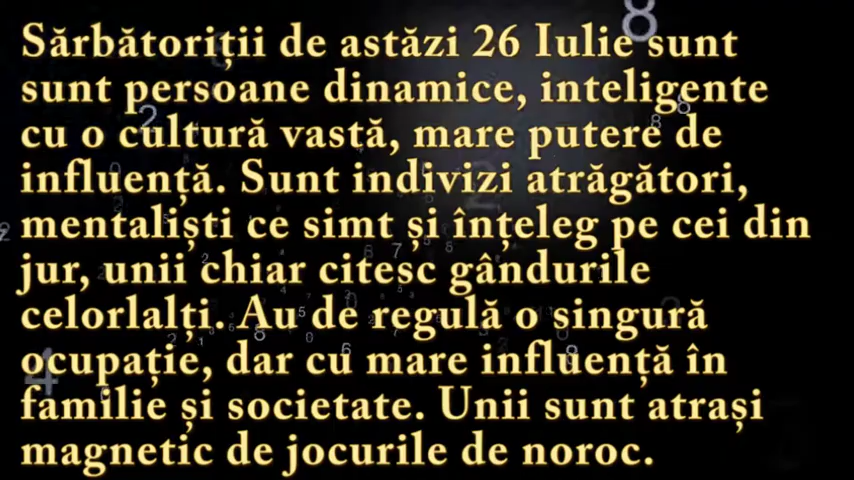 Sărbătoriții de astăzi 26 Iulie sunt
sunt persoane dinamice, inteligente
cu o cultură vastă, mare putere de
influență. Sunt indivizi atrăgători,
mentaliști ce simt și înțeleg pe cei din
jur, unii chiar citesc gândurile
celorlalți. Au de regulă o singură
ocupație, dar cu mare influență în
familie și societate. Unii sunt atrași
magnetic de jocurile de noroc.